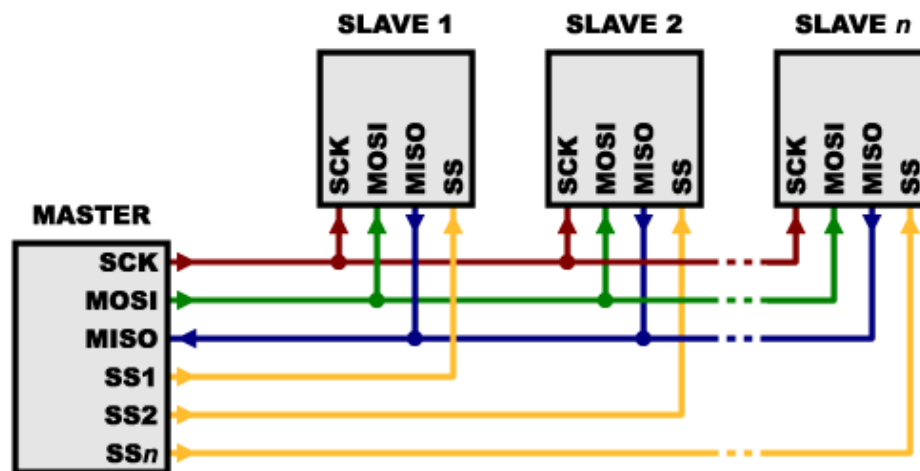 SLAVE 1
SLAVE 2
SLAVE n
SCK
MOSI
MISO
SS
SCK
MOSI
MISO
SS
SCK
MOSI
MISO
SS
MASTER
SCK
MOSI
MISO
SS1
SS2
SSn